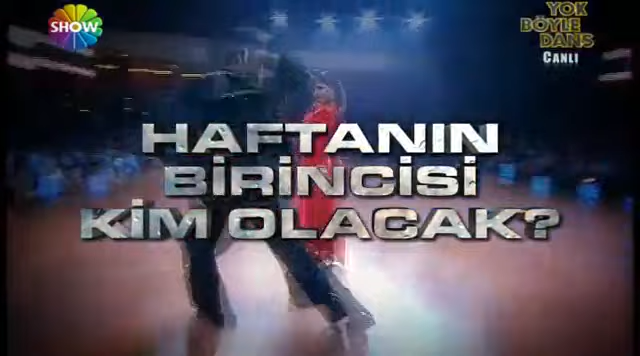 SHOW
YOK
BÖYLE
DANS
CANLI
HAFTANIN
BİRİNCİSİ
KİM OLACAK?